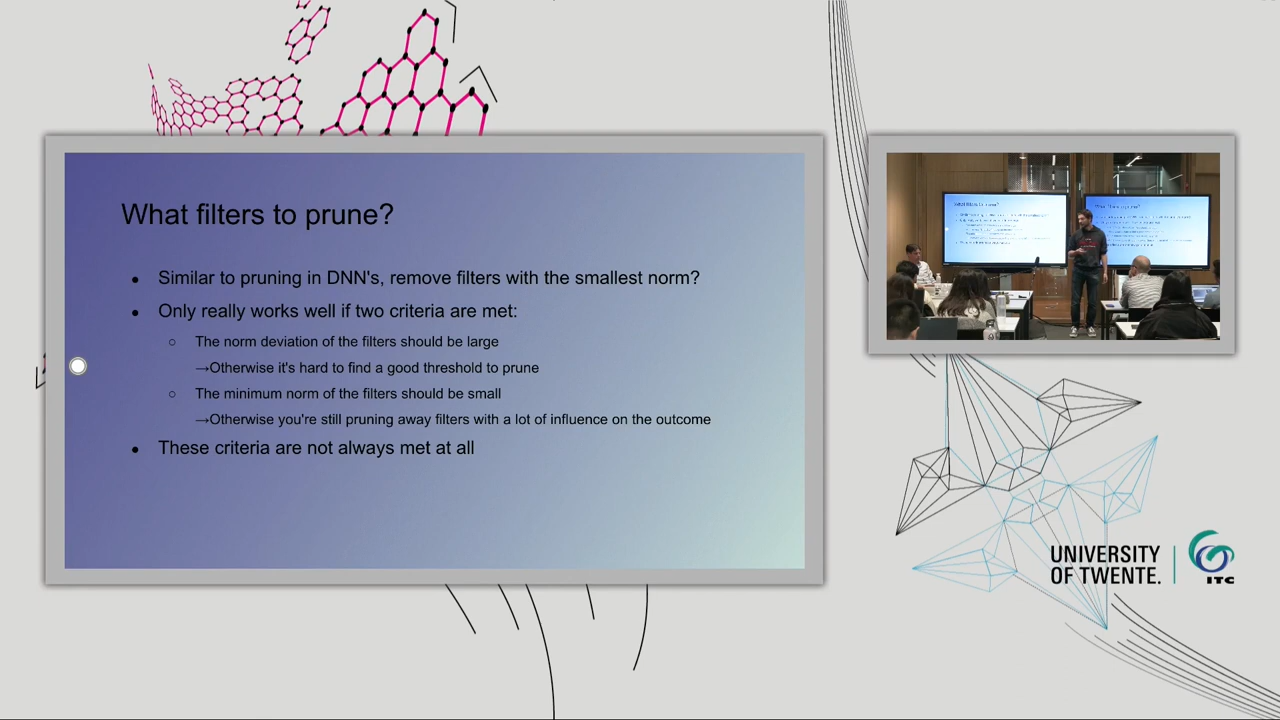 What filters to prune?
● Similar to pruning in DNN's, remove filters with the smallest norm?
● Only really works well if two criteria are met:
○ The norm deviation of the filters should be large
→Otherwise it's hard to find a good threshold to prune
○ The minimum norm of the filters should be small
→Otherwise you're still pruning away filters with a lot of influence on the outcome
● These criteria are not always met at all
UNIVERSITY
OF TWENTE.
ITC